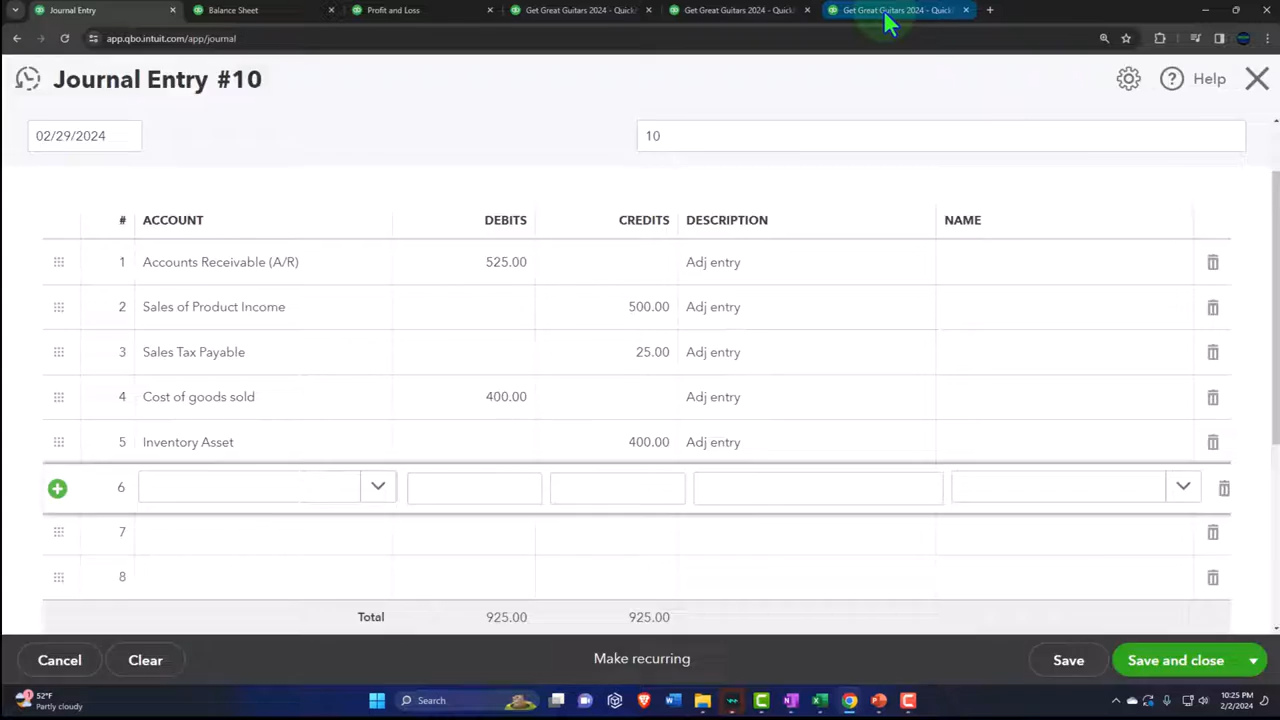 Journal Entry
Balance Sheet
Profit and Loss
Get Great Guitars 2024 - Quick
Get Great Guitars 2024 - Quick
Get Great Guitars 2024 - Quick
app.qbo.intuit.com/app/journal
Journal Entry #10
Help
02/29/2024
10
# ACCOUNT DEBITS CREDITS DESCRIPTION NAME
1 Accounts Receivable (A/R) 525.00 Adj entry
2 Sales of Product Income 500.00 Adj entry
3 Sales Tax Payable 25.00 Adj entry
4 Cost of goods sold 400.00 Adj entry
5 Inventory Asset 400.00 Adj entry
6
7
8
Total 925.00 925.00
Cancel Clear Make recurring Save Save and close
52°F
Partly cloudy
Search
10:25 PM
2/2/2024